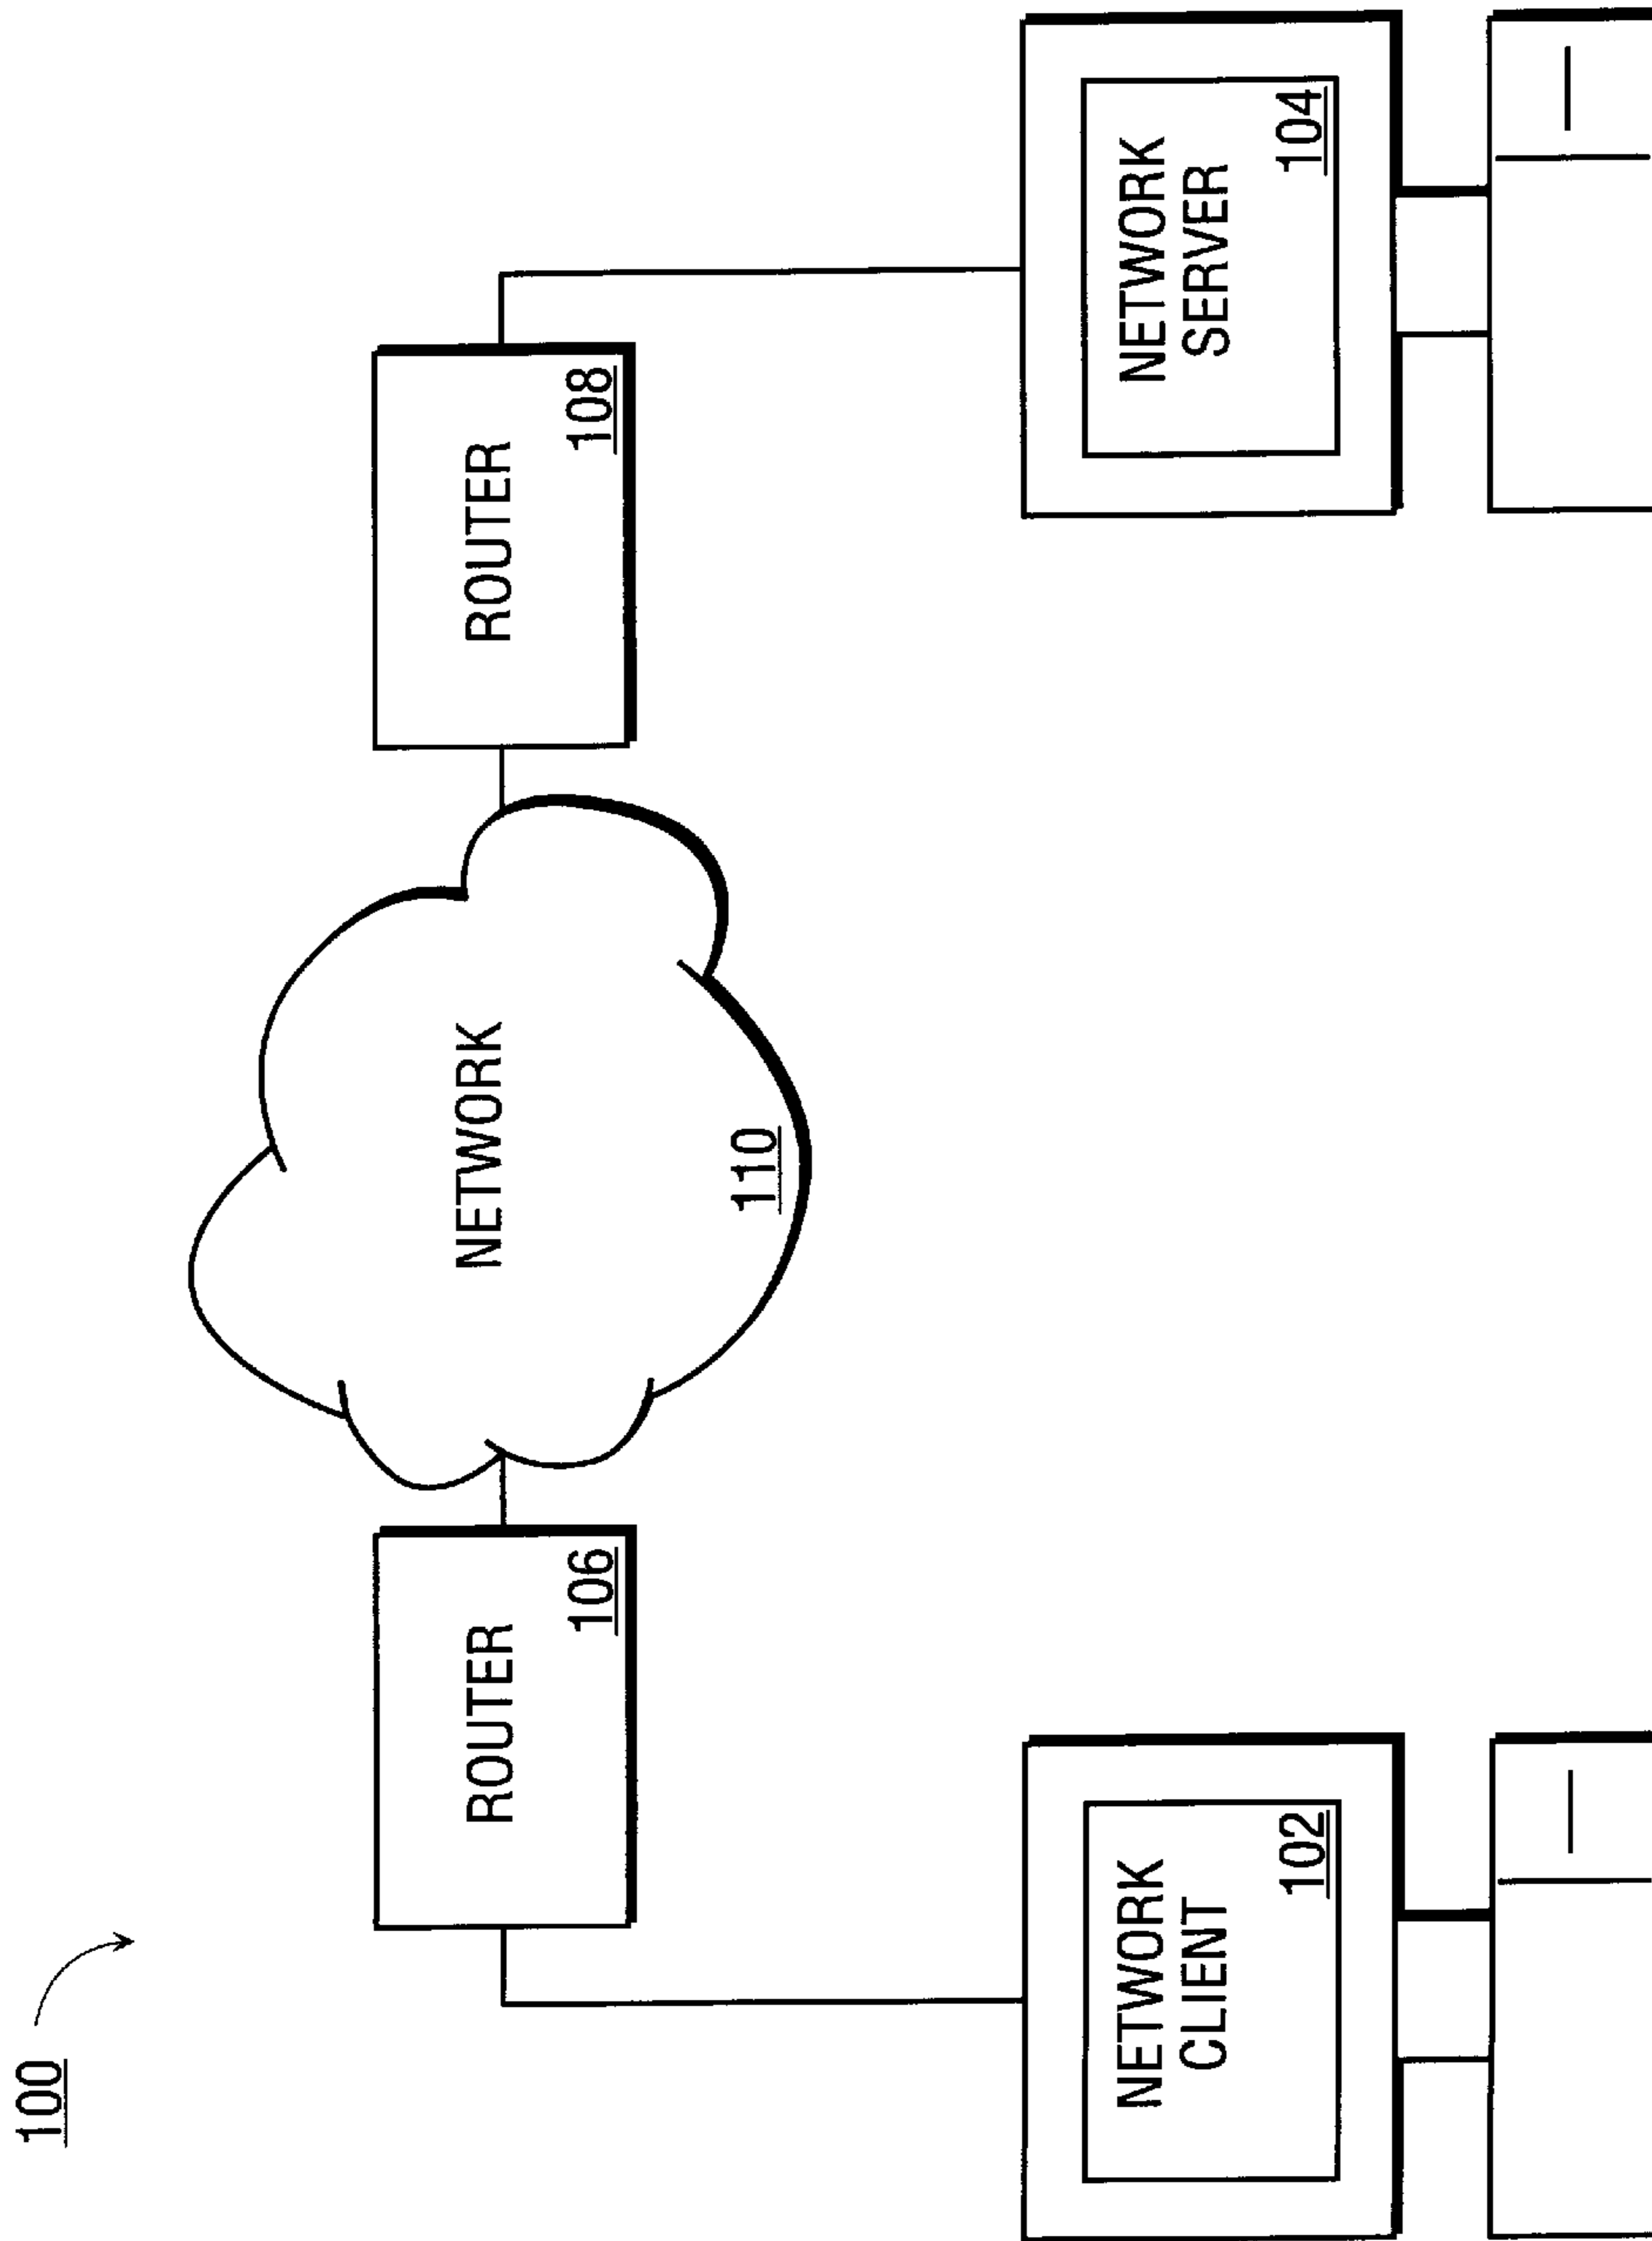 100
ROUTER
106
NETWORK
110
ROUTER
108
NETWORK
CLIENT
102
NETWORK
SERVER
104